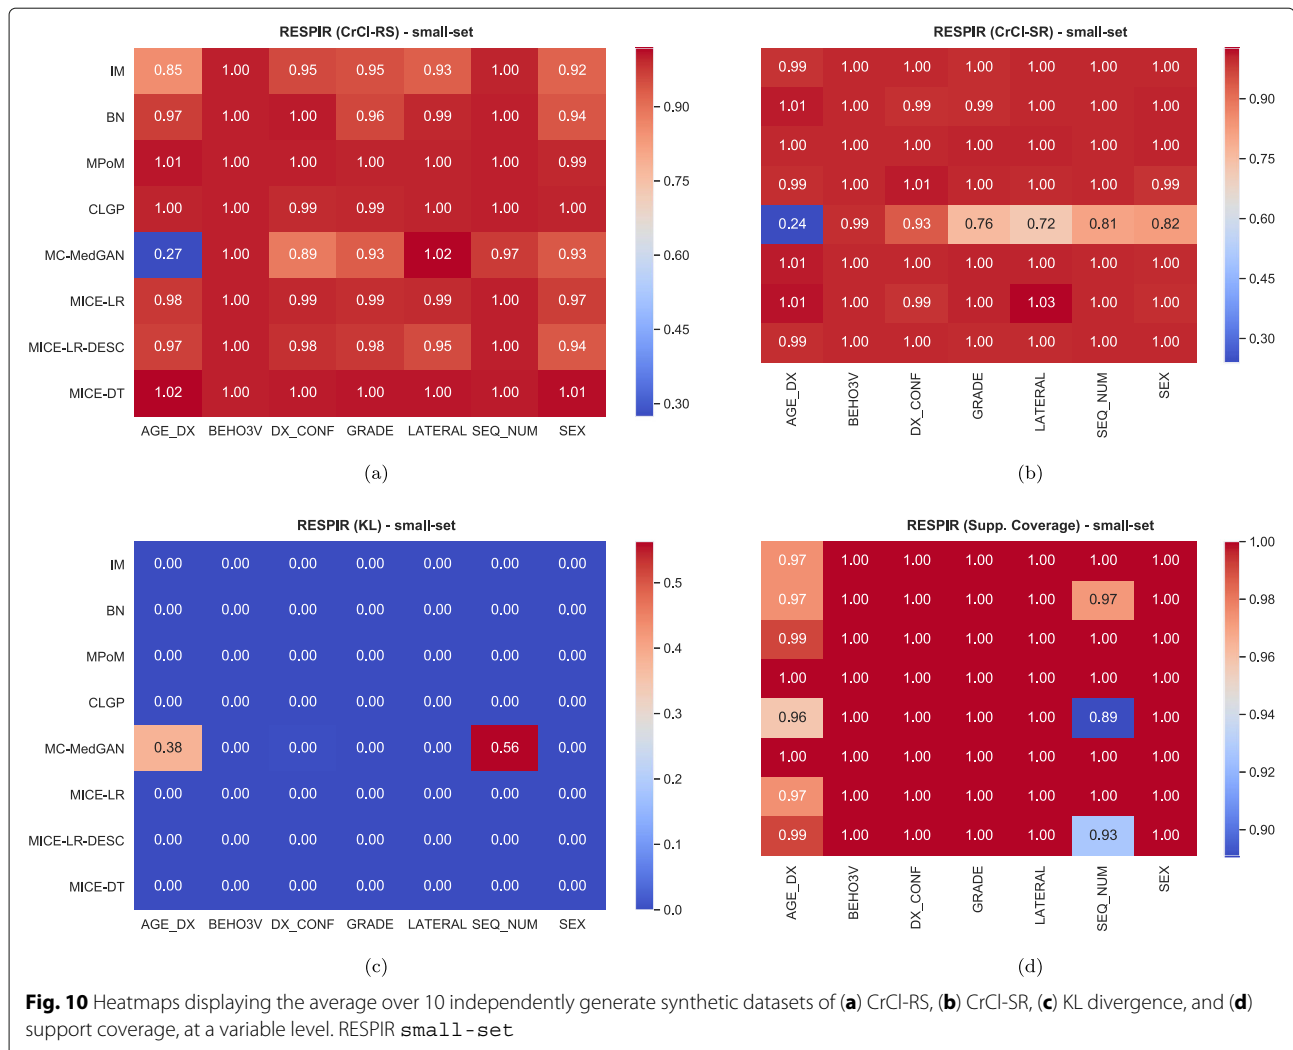 RESPIR (CrCl-RS) - small-set
IM 0.85 1.00 0.95 0.95 0.93 1.00 0.92
BN 0.97 1.00 1.00 0.96 0.99 1.00 0.94
MPoM 1.01 1.00 1.00 1.00 1.00 1.00 0.99
CLGP 1.00 1.00 0.99 0.99 1.00 1.00 1.00
MC-MedGAN 0.27 1.00 0.89 0.93 1.02 0.97 0.93
MICE-LR 0.98 1.00 0.99 0.99 0.99 1.00 0.97
MICE-LR-DESC 0.97 1.00 0.98 0.98 0.95 1.00 0.94
MICE-DT 1.02 1.00 1.00 1.00 1.00 1.00 1.01
AGE_DX BEHO3V DX_CONF GRADE LATERAL SEQ_NUM SEX
0.90
0.75
0.60
0.45
0.30
(a)
RESPIR (CrCl-SR) - small-set
0.99 1.00 1.00 1.00 1.00 1.00 1.00
1.01 1.00 0.99 0.99 1.00 1.00 1.00
1.00 1.00 1.00 1.00 1.00 1.00 1.00
0.99 1.00 1.01 1.00 1.00 1.00 0.99
0.24 0.99 0.93 0.76 0.72 0.81 0.82
1.01 1.00 1.00 1.00 1.00 1.00 1.00
1.01 1.00 0.99 1.00 1.03 1.00 1.00
0.99 1.00 1.00 1.00 1.00 1.00 1.00
AGE_DX BEHO3V DX_CONF GRADE LATERAL SEQ_NUM SEX
0.90
0.75
0.60
0.45
0.30
(b)
RESPIR (KL) - small-set
IM 0.00 0.00 0.00 0.00 0.00 0.00 0.00
BN 0.00 0.00 0.00 0.00 0.00 0.00 0.00
MPoM 0.00 0.00 0.00 0.00 0.00 0.00 0.00
CLGP 0.00 0.00 0.00 0.00 0.00 0.00 0.00
MC-MedGAN 0.38 0.00 0.00 0.00 0.00 0.56 0.00
MICE-LR 0.00 0.00 0.00 0.00 0.00 0.00 0.00
MICE-LR-DESC 0.00 0.00 0.00 0.00 0.00 0.00 0.00
MICE-DT 0.00 0.00 0.00 0.00 0.00 0.00 0.00
AGE_DX BEHO3V DX_CONF GRADE LATERAL SEQ_NUM SEX
0.5
0.4
0.3
0.2
0.1
0.0
(c)
RESPIR (Supp. Coverage) - small-set
0.97 1.00 1.00 1.00 1.00 1.00 1.00
0.97 1.00 1.00 1.00 1.00 0.97 1.00
0.99 1.00 1.00 1.00 1.00 1.00 1.00
1.00 1.00 1.00 1.00 1.00 1.00 1.00
0.96 1.00 1.00 1.00 1.00 0.89 1.00
1.00 1.00 1.00 1.00 1.00 1.00 1.00
0.97 1.00 1.00 1.00 1.00 1.00 1.00
0.99 1.00 1.00 1.00 1.00 0.93 1.00
AGE_DX BEHO3V DX_CONF GRADE LATERAL SEQ_NUM SEX
1.00
0.98
0.96
0.94
0.92
0.90
(d)
Fig. 10 Heatmaps displaying the average over 10 independently generate synthetic datasets of (a) CrCl-RS, (b) CrCl-SR, (c) KL divergence, and (d)
support coverage, at a variable level. RESPIR small-set